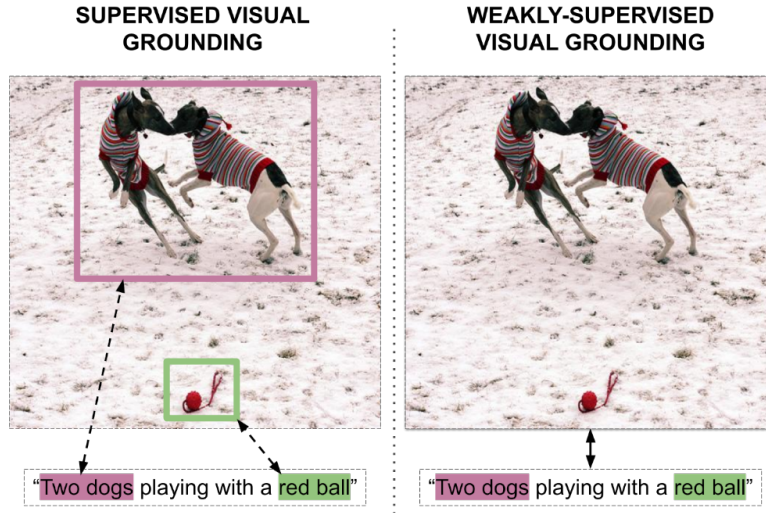 SUPERVISED VISUAL
GROUNDING
WEAKLY-SUPERVISED
VISUAL GROUNDING
“Two dogs playing with a red ball”
“Two dogs playing with a red ball”